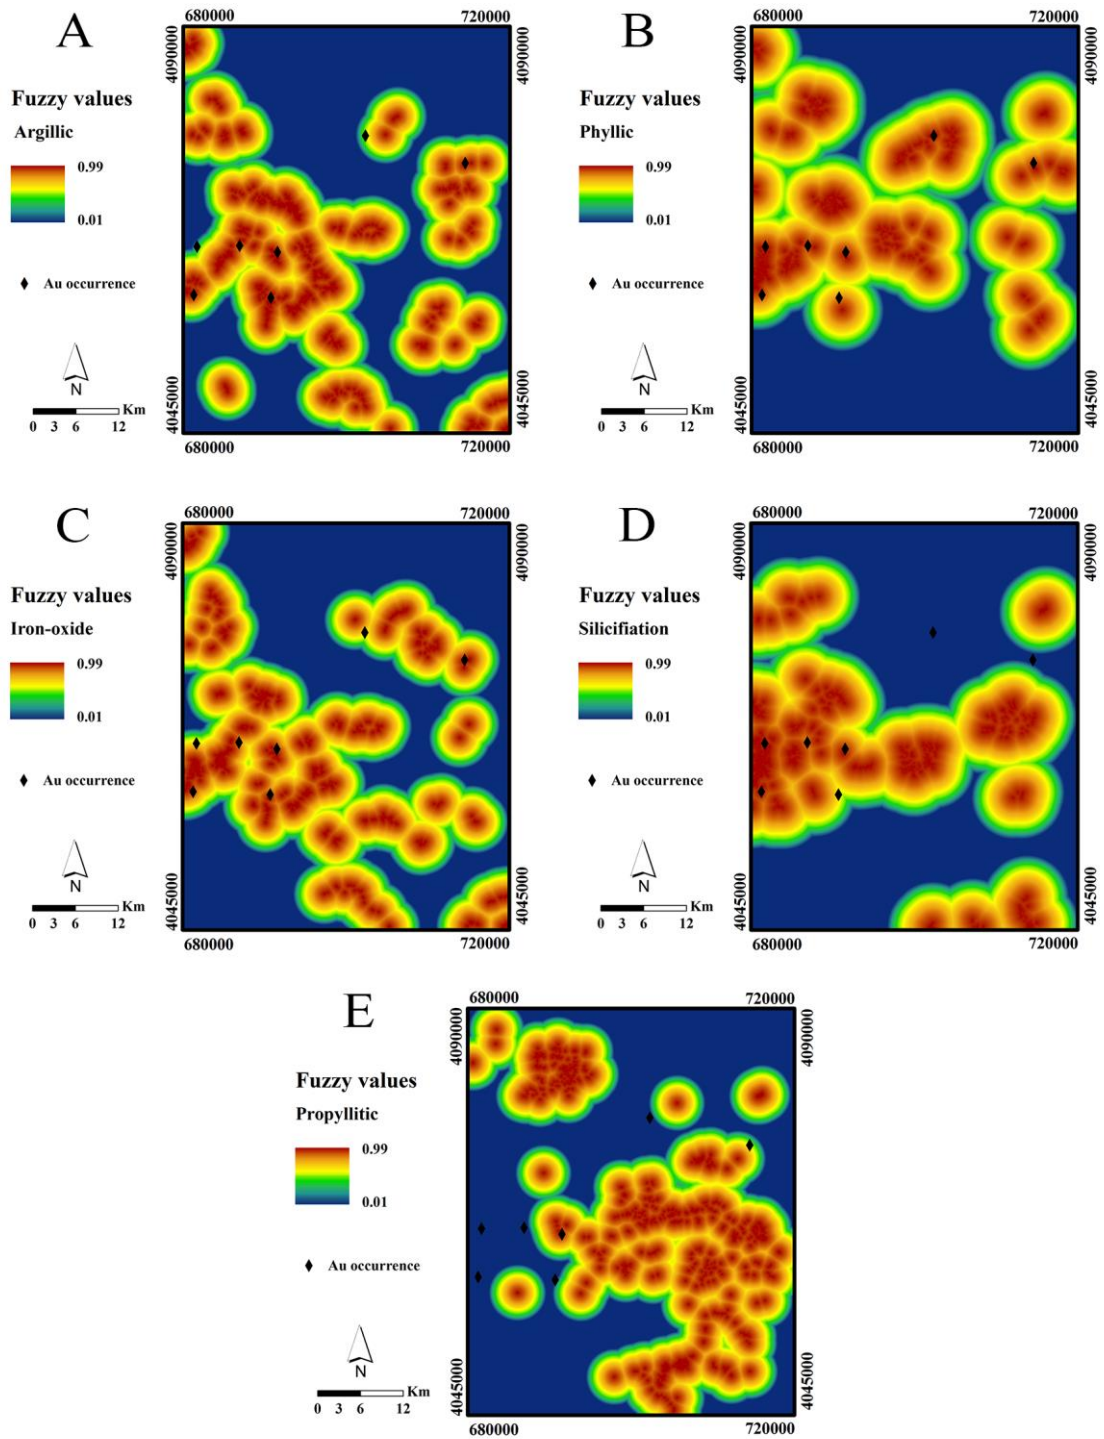 A
680000 720000
4090000 4090000
Fuzzy values
Argillic
0.99
0.01
Au occurrence
N
Km
0 3 6 12
4045000 4045000
680000 720000
B
680000 720000
4090000 4090000
Fuzzy values
Phyllic
0.99
0.01
Au occurrence
N
Km
0 3 6 12
4045000 4045000
680000 720000
C
680000 720000
4090000 4090000
Fuzzy values
Iron-oxide
0.99
0.01
Au occurrence
N
Km
0 3 6 12
4045000 4045000
680000 720000
D
680000 720000
4090000 4090000
Fuzzy values
Silicifiation
0.99
0.01
Au occurrence
N
Km
0 3 6 12
4045000 4045000
680000 720000
E
680000 720000
4090000 4090000
Fuzzy values
Propyllitic
0.99
0.01
Au occurrence
N
Km
0 3 6 12
4045000 4045000
680000 720000